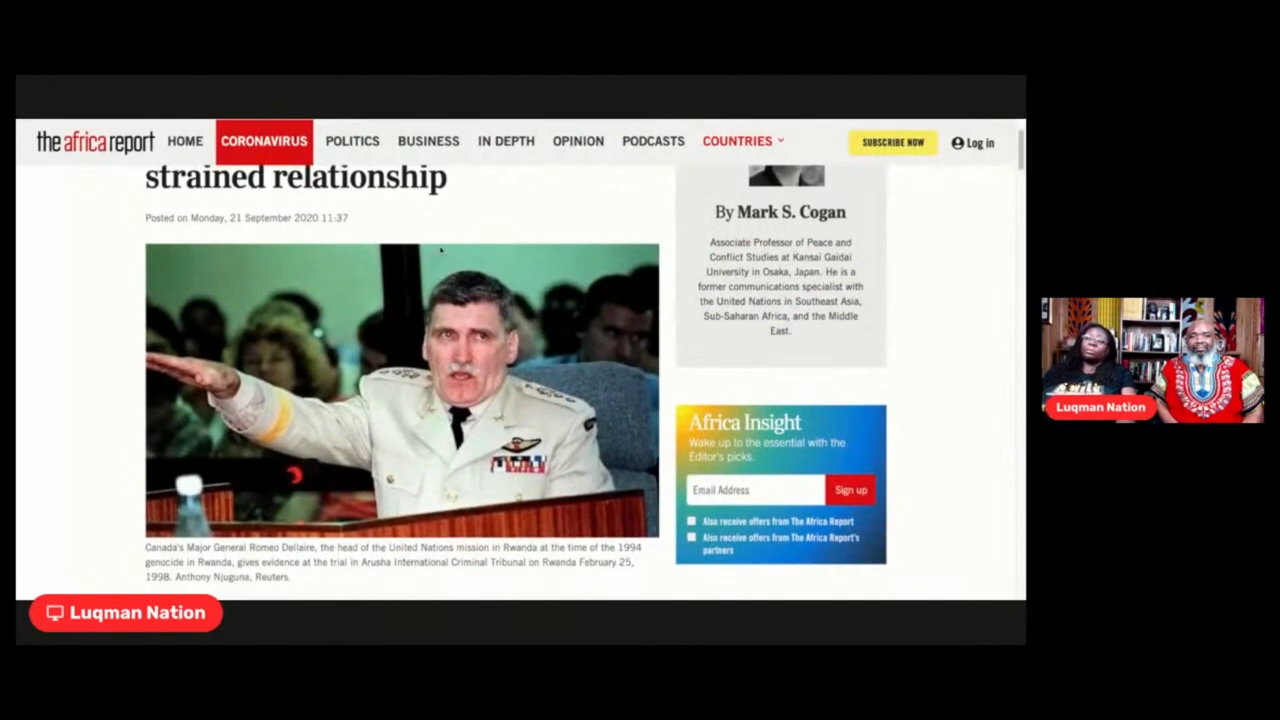 the africa report
HOME
CORONAVIRUS
POLITICS
BUSINESS
IN DEPTH
OPINION
PODCASTS
COUNTRIES
SUBSCRIBE NOW
Log in
strained relationship
Posted on Monday, 21 September 2020 11:37
Canada's Major General Romeo Dellaire, the head of the United Nations mission in Rwanda at the time of the 1994
genocide in Rwanda, gives evidence at the trial in Arusha International Criminal Tribunal on Rwanda February 25,
1998. Anthony Njuguna, Reuters.
By Mark S. Cogan
Associate Professor of Peace and
Conflict Studies at Kansai Gaidai
University in Osaka, Japan. He is a
former communications specialist with
the United Nations in Southeast Asia,
Sub-Saharan Africa, and the Middle
East.
Africa Insight
Wake up to the essential with the
Editor's picks.
Email Address
Sign up
Also receive offers from The Africa Report
Also receive offers from The Africa Report's
partners
Luqman Nation
Luqman Nation